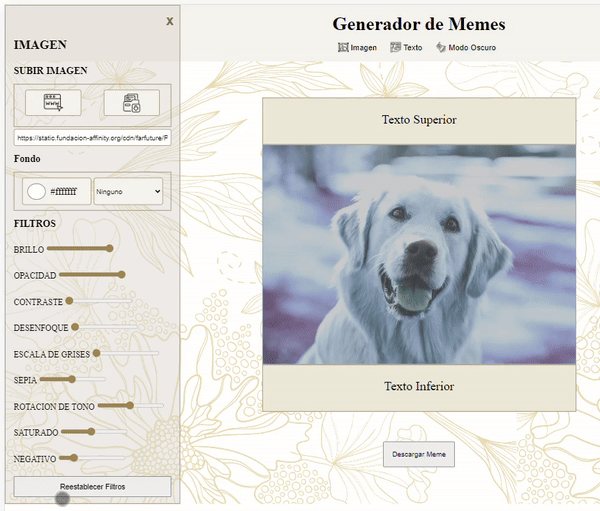 X
IMAGEN
SUBIR IMAGEN
WWW
https://static.fundacion-affinity.org/cdn/farfuture/F
Fondo
#ffffff
Ninguno
FILTROS
BRILLO
OPACIDAD
CONTRASTE
DESENFOQUE
ESCALA DE GRISES
SEPIA
ROTACION DE TONO
SATURADO
NEGATIVO
Reestablecer Filtros
Generador de Memes
Imagen Texto Modo Oscuro
Texto Superior
Texto Inferior
Descargar Meme